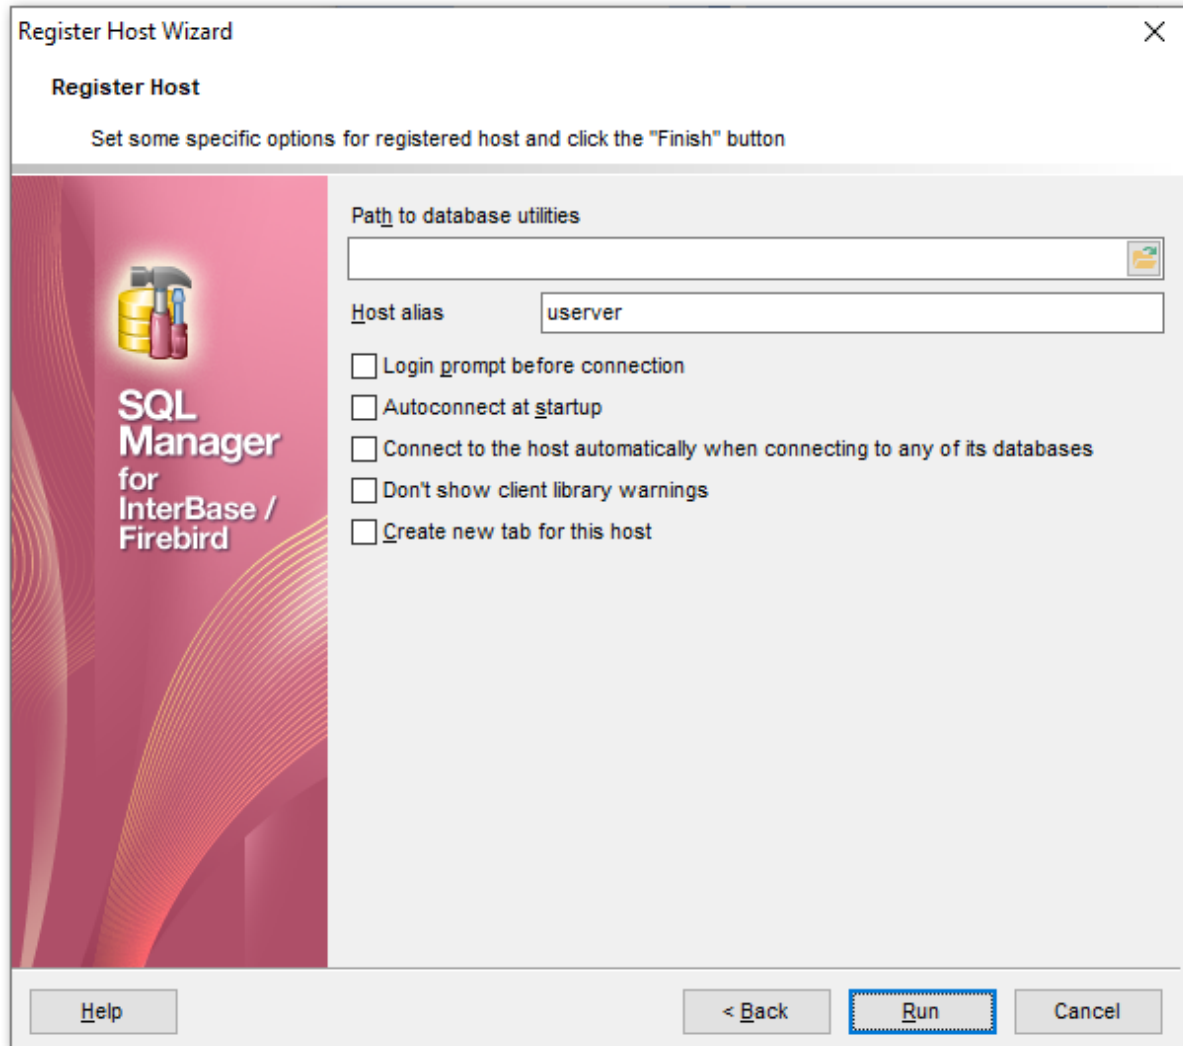 Register Host Wizard
Register Host
Set some specific options for registered host and click the "Finish" button
SQL
Manager
for
InterBase /
Firebird
Path to database utilities
Host alias
userver
Login prompt before connection
Autoconnect at startup
Connect to the host automatically when connecting to any of its databases
Don't show client library warnings
Create new tab for this host
Help
< Back
Run
Cancel